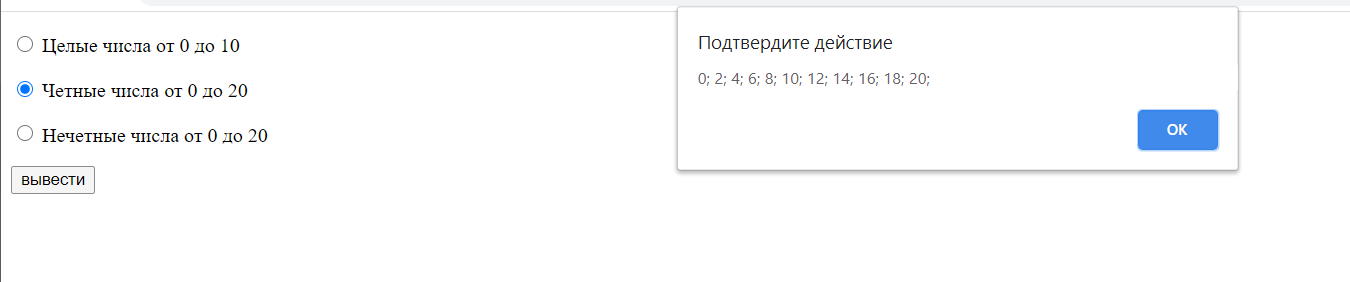 Целые числа от 0 до 10
Четные числа от 0 до 20
Нечетные числа от 0 до 20
вывести
Подтвердите действие
0; 2; 4; 6; 8; 10; 12; 14; 16; 18; 20;
ОК